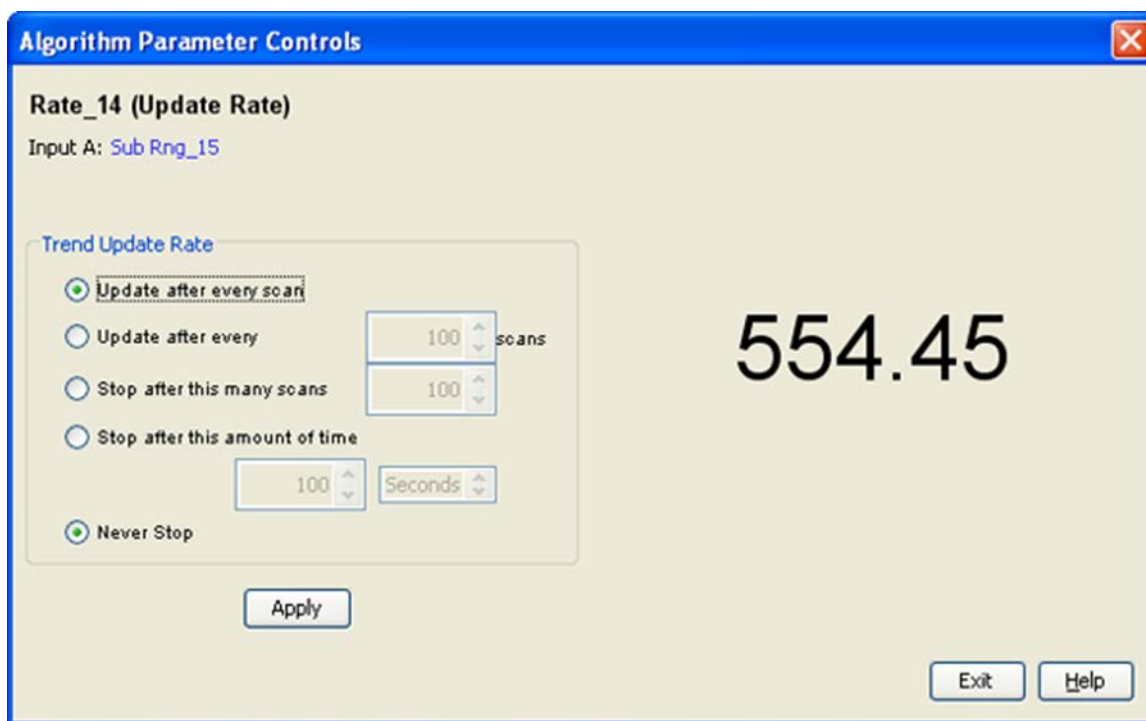 Algorithm Parameter Controls
Rate_14 (Update Rate)
Input A: Sub Rng_15
Trend Update Rate
Update after every scan
Update after every 100 scans
Stop after this many scans 100
Stop after this amount of time
100 Seconds
Never Stop
554.45
Apply
Exit Help